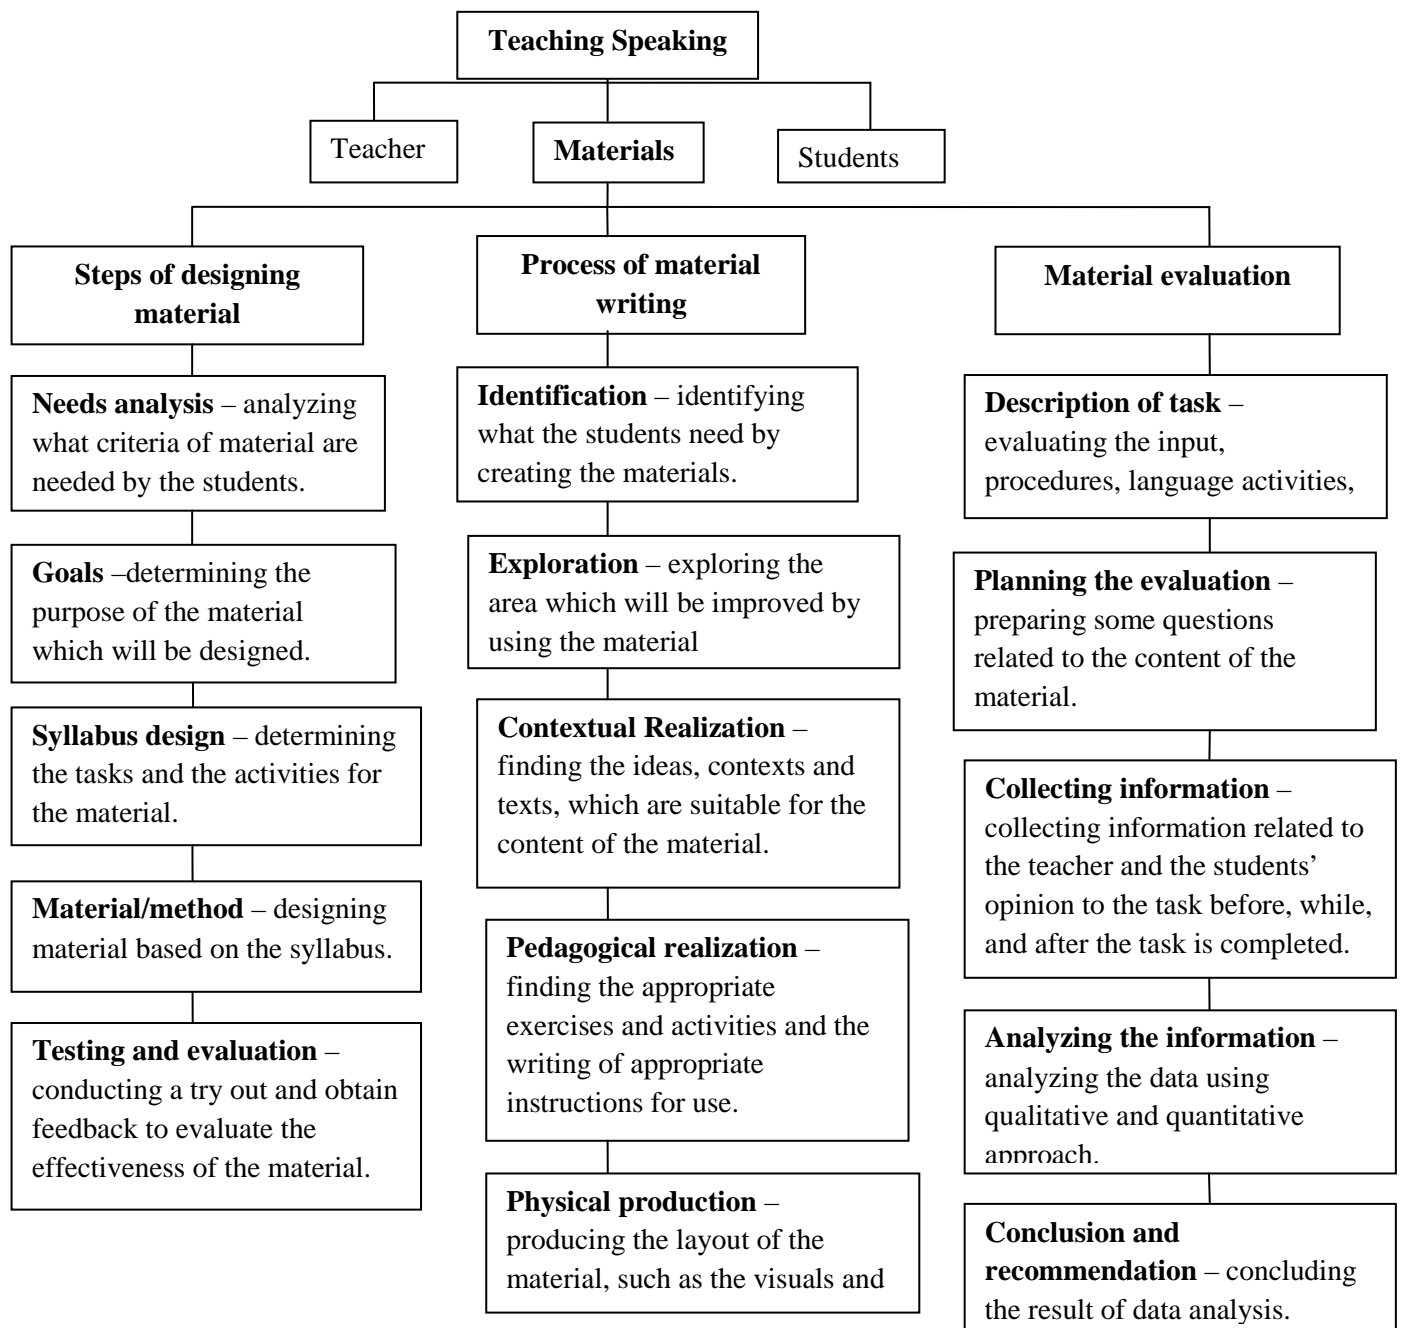 Teaching Speaking
Teacher
Materials
Students
Steps of designing
material
Needs analysis – analyzing
what criteria of material are
needed by the students.
Goals –determining the
purpose of the material
which will be designed.
Syllabus design – determining
the tasks and the activities for
the material.
Material/method – designing
material based on the syllabus.
Testing and evaluation –
conducting a try out and obtain
feedback to evaluate the
effectiveness of the material.
Process of material
writing
Identification – identifying
what the students need by
creating the materials.
Exploration – exploring the
area which will be improved by
using the material
Contextual Realization –
finding the ideas, contexts and
texts, which are suitable for the
content of the material.
Pedagogical realization –
finding the appropriate
exercises and activities and the
writing of appropriate
instructions for use.
Physical production –
producing the layout of the
material, such as the visuals and
Material evaluation
Description of task –
evaluating the input,
procedures, language activities,
Planning the evaluation –
preparing some questions
related to the content of the
material.
Collecting information –
collecting information related to
the teacher and the students’
opinion to the task before, while,
and after the task is completed.
Analyzing the information –
analyzing the data using
qualitative and quantitative
approach.
Conclusion and
recommendation – concluding
the result of data analysis.